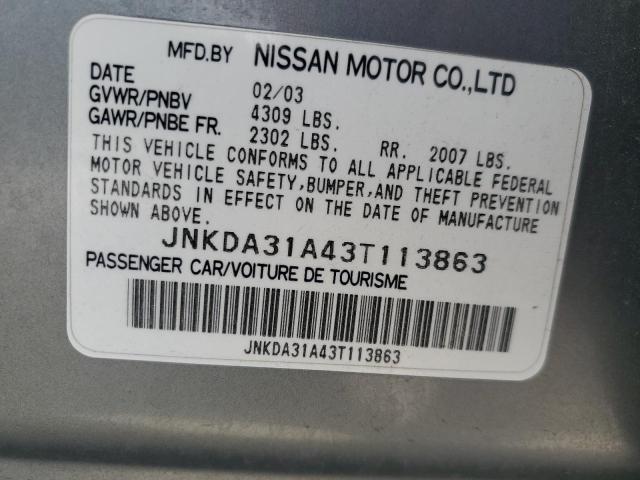 MFD.BY NISSAN MOTOR CO.,LTD
DATE 02/03
GVWR/PNBV 4309 LBS.
GAWR/PNBE FR. 2302 LBS. RR. 2007 LBS.
THIS VEHICLE CONFORMS TO ALL APPLICABLE FEDERAL
MOTOR VEHICLE SAFETY,BUMPER,AND THEFT PREVENTION
STANDARDS IN EFFECT ON THE DATE OF MANUFACTURE
SHOWN ABOVE.
JNKDA31A43T113863
PASSENGER CAR/VOITURE DE TOURISME
JNKDA31A43T113863